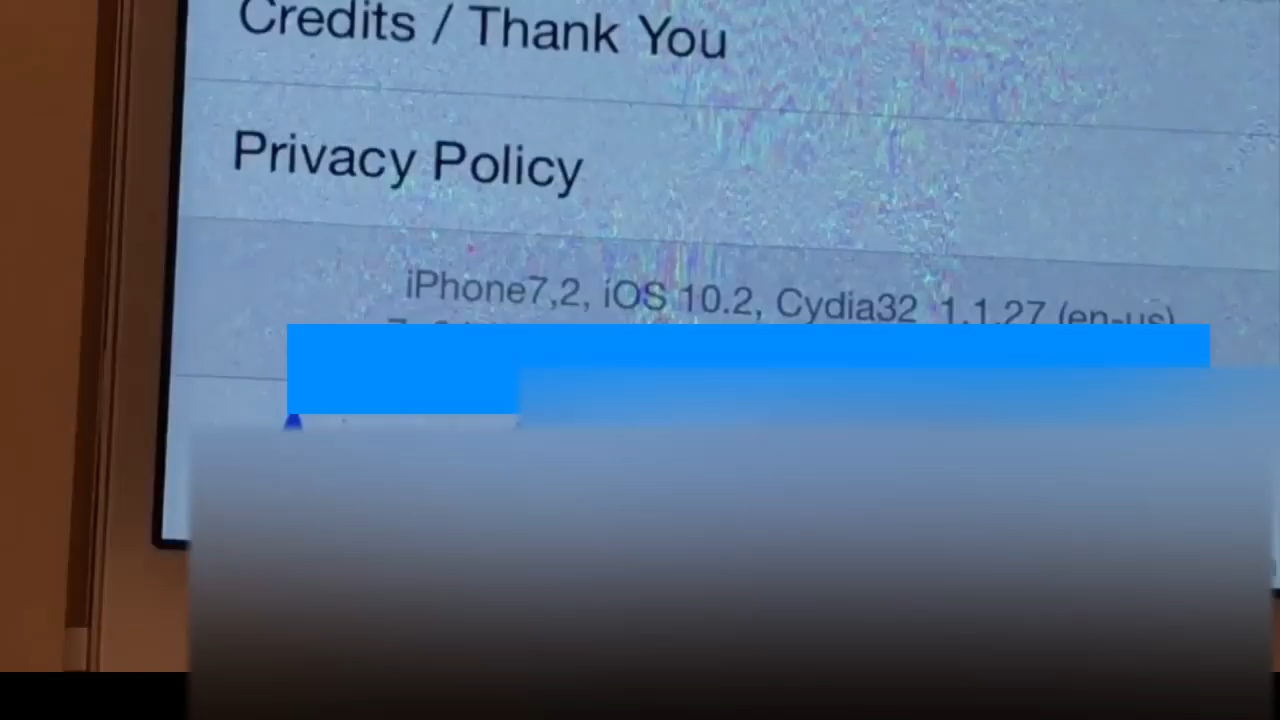 Credits / Thank You
Privacy Policy
iPhone7,2, iOS 10.2, Cydia32 1.1.27 (en-us)